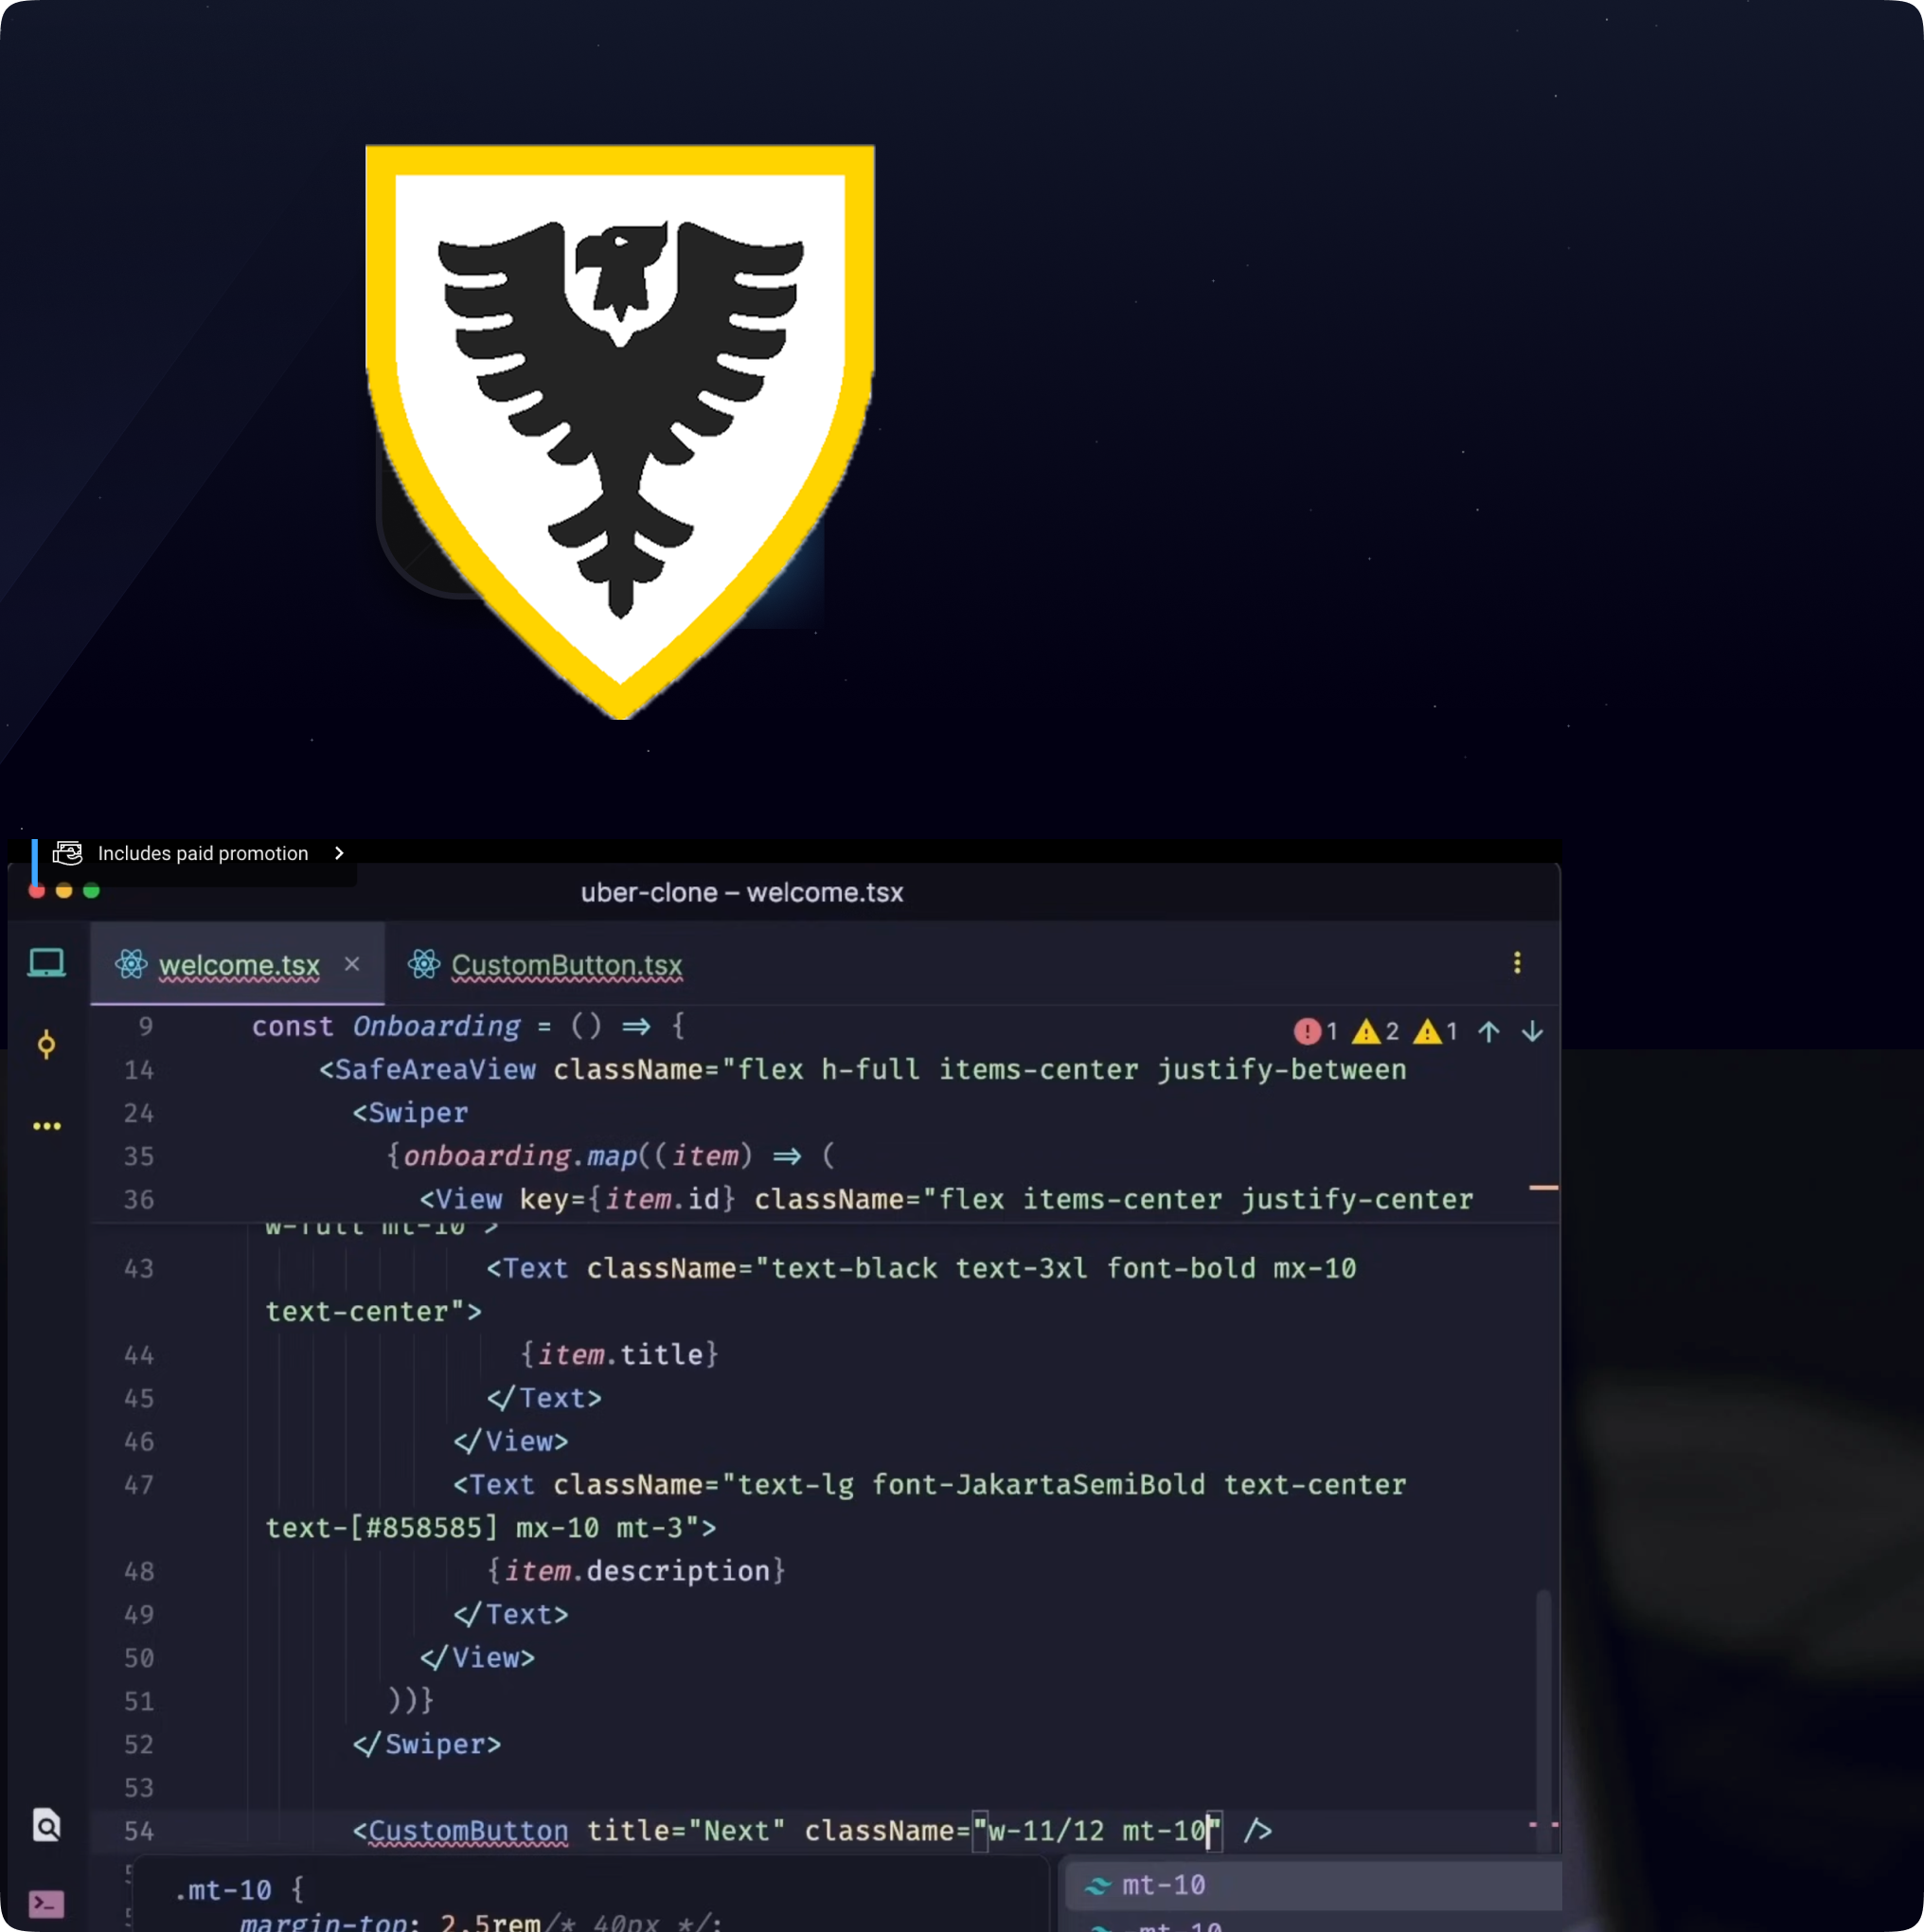 Includes paid promotion
uber-clone – welcome.tsx
welcome.tsx
CustomButton.tsx
9 const Onboarding = () => {
1 2 1
14 <SafeAreaView className="flex h-full items-center justify-between
24 <Swiper
35 {onboarding.map((item) => (
36 <View key={item.id} className="flex items-center justify-center
w-full mt-10">
43 <Text className="text-black text-3xl font-bold mx-10
text-center">
44 {item.title}
45 </Text>
46 </View>
47 <Text className="text-lg font-JakartaSemiBold text-center
text-[#858585] mx-10 mt-3">
48 {item.description}
49 </Text>
50 </View>
51 ))}
52 </Swiper>
53
54 <CustomButton title="Next" className="w-11/12 mt-10" />
.mt-10 {
margin-top: 2.5rem/* 40px */;
mt-10
-mt-10